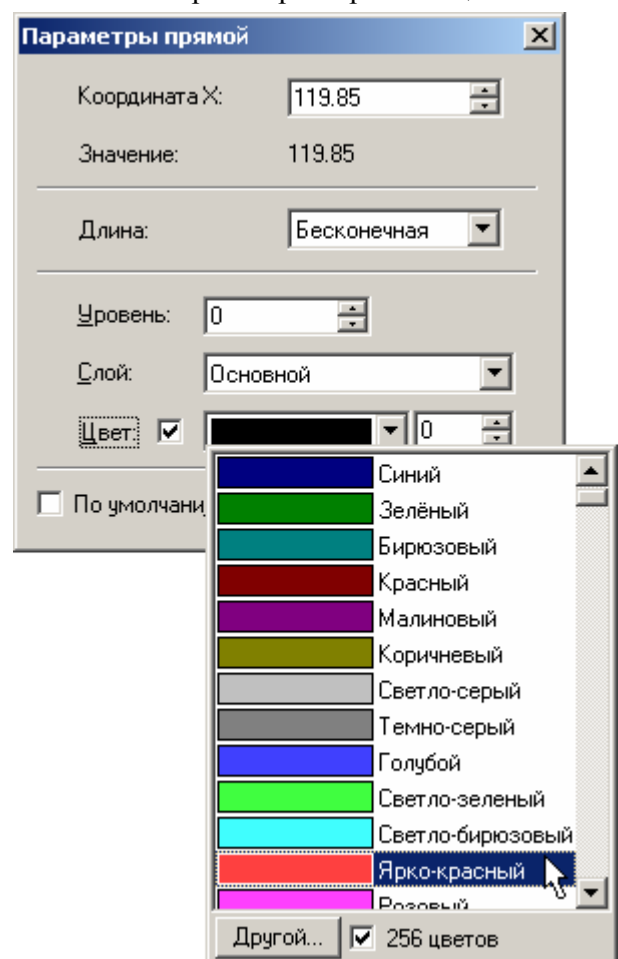 Параметры прямой
Координата X: 119.85
Значение: 119.85
Длина: Бесконечная
Уровень: 0
Слой: Основной
Цвет: 0
Синий
По умолчани
Зелёный
Бирюзовый
Красный
Малиновый
Коричневый
Светло-серый
Темно-серый
Голубой
Светло-зеленый
Светло-бирюзовый
Ярко-красный
Розовый
Другой... 256 цветов